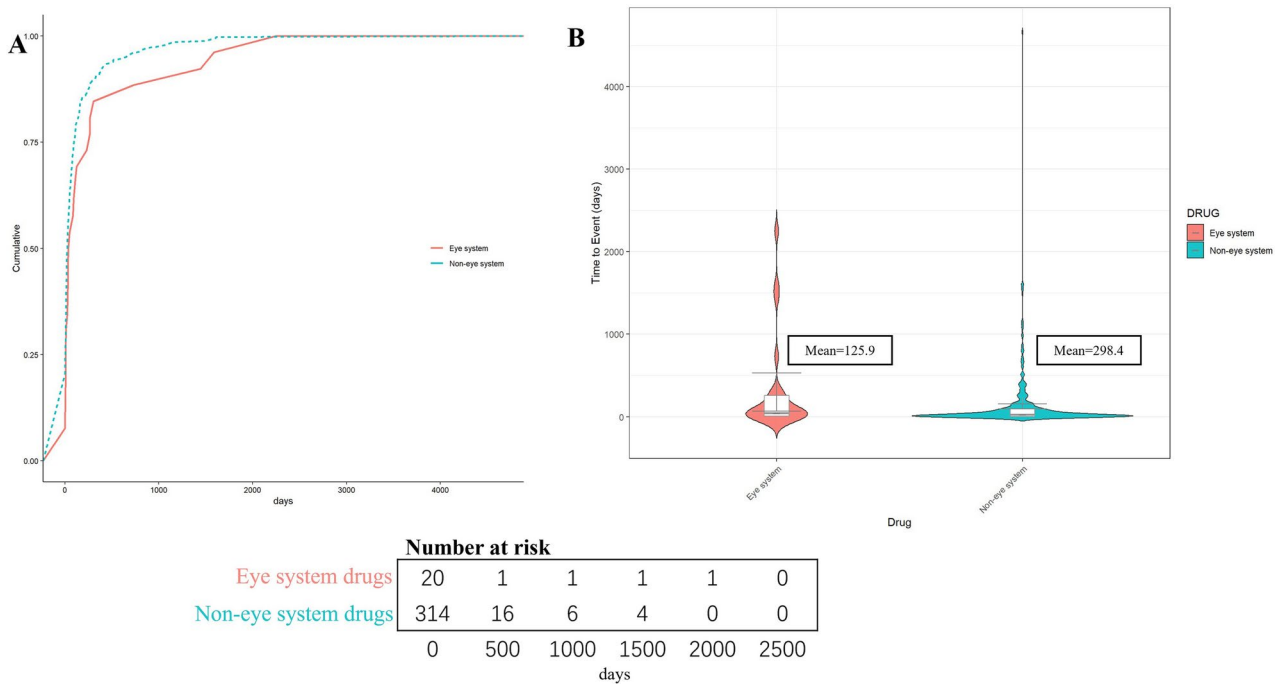 A
1.00
0.75
0.50
0.25
0.00
Cumulative
0 1000 2000 3000 4000
days
Eye system
Non-eye system
B
4000
3000
2000
1000
0
Time to Event (days)
Mean=125.9
Mean=298.4
Eye system
Non-eye system
Drug
DRUG
Eye system
Non-eye system
Number at risk
Eye system drugs 20 1 1 1 1 0
Non-eye system drugs 314 16 6 4 0 0
0 500 1000 1500 2000 2500
days